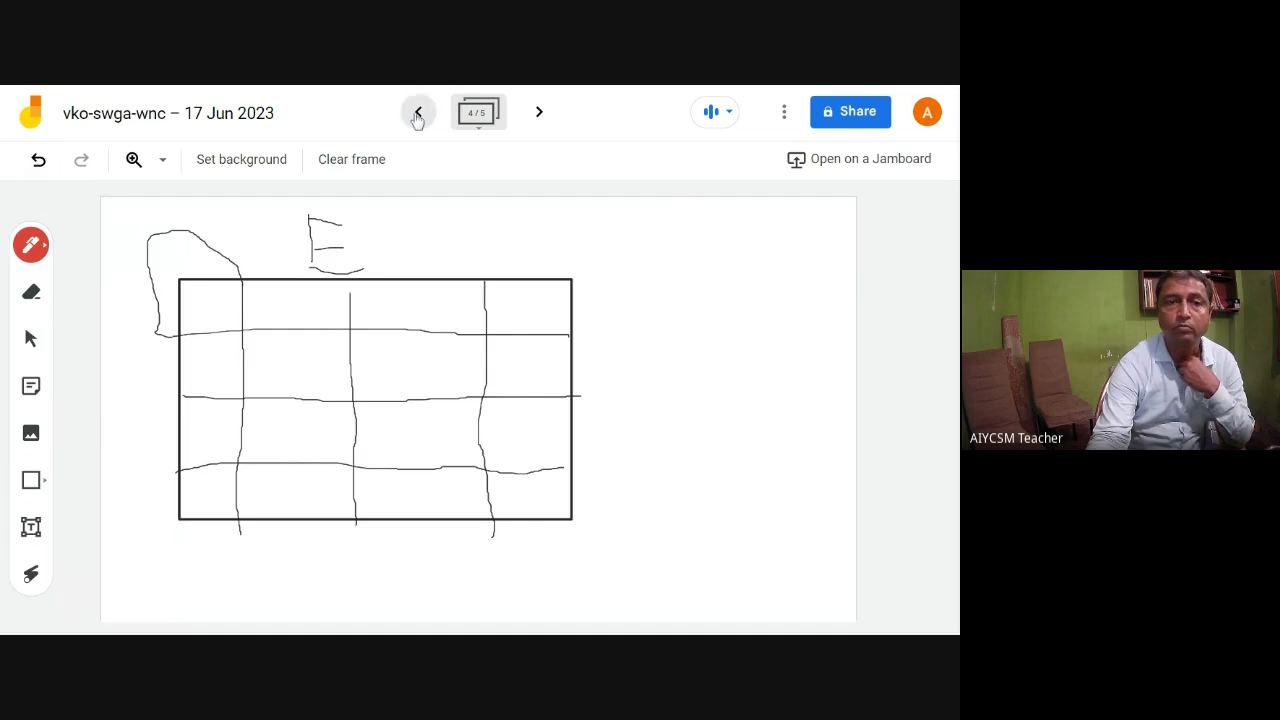 vko-swga-wnc – 17 Jun 2023
4 / 5
Share
A
Set background
Clear frame
Open on a Jamboard
E
T
AIYCSM Teacher